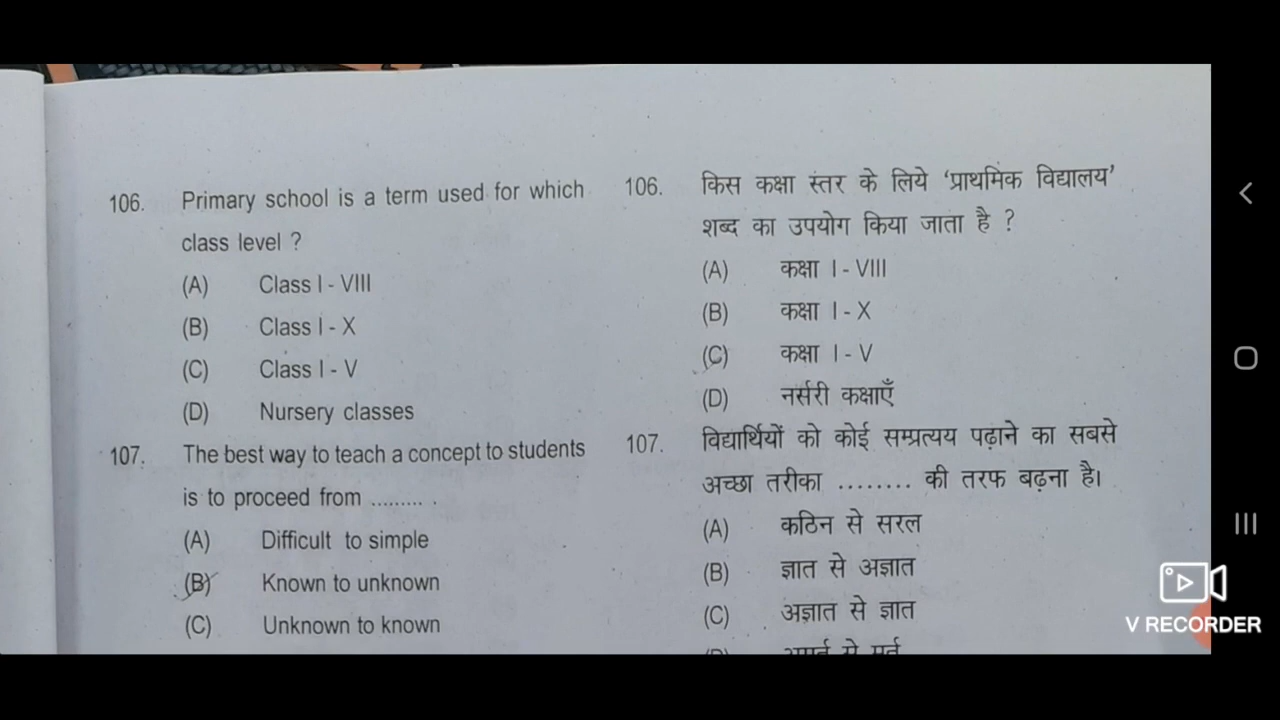 106. Primary school is a term used for which
class level ?
(A) Class I - VIII
(B) Class I - X
(C) Class I - V
(D) Nursery classes
107. The best way to teach a concept to students
is to proceed from ......... .
(A) Difficult to simple
(B) Known to unknown
(C) Unknown to known
106. किस कक्षा स्तर के लिये ‘प्राथमिक विद्यालय’
शब्द का उपयोग किया जाता है ?
(A) कक्षा I - VIII
(B) कक्षा I - X
(C) कक्षा I - V
(D) नर्सरी कक्षाएँ
107. विद्यार्थियों को कोई सम्प्रत्यय पढ़ाने का सबसे
अच्छा तरीका ........ की तरफ बढ़ना है।
(A) कठिन से सरल
(B) ज्ञात से अज्ञात
(C) अज्ञात से ज्ञात
V RECORDER